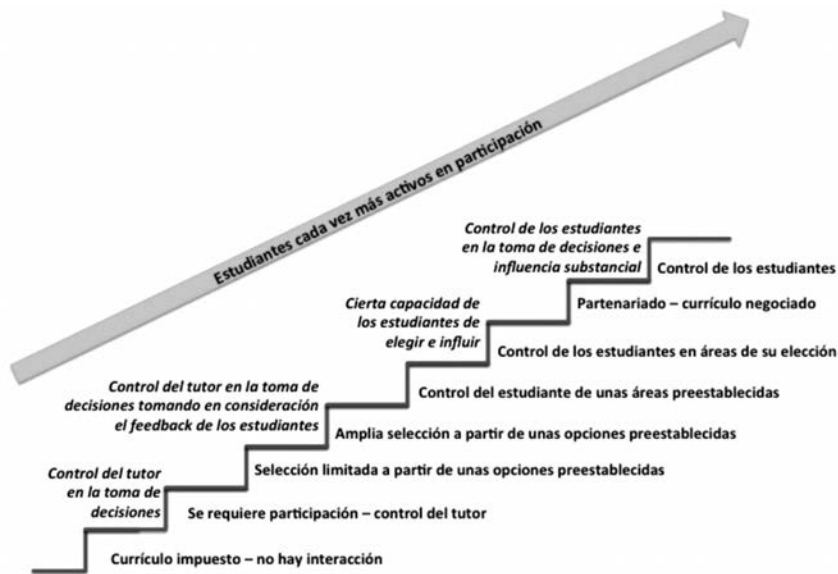 Estudiantes cada vez más activos en participación
Control de los estudiantes
en la toma de decisiones e
influencia substancial
Control de los estudiantes
Cierta capacidad de
los estudiantes de
elegir e influir
Partenariado – currículo negociado
Control de los estudiantes en áreas de su elección
Control del tutor en la toma de
decisiones tomando en consideración
el feedback de los estudiantes
Control del estudiante de unas áreas preestablecidas
Amplia selección a partir de unas opciones preestablecidas
Control del tutor
en la toma de
decisiones
Selección limitada a partir de unas opciones preestablecidas
Se requiere participación – control del tutor
Currículo impuesto – no hay interacción